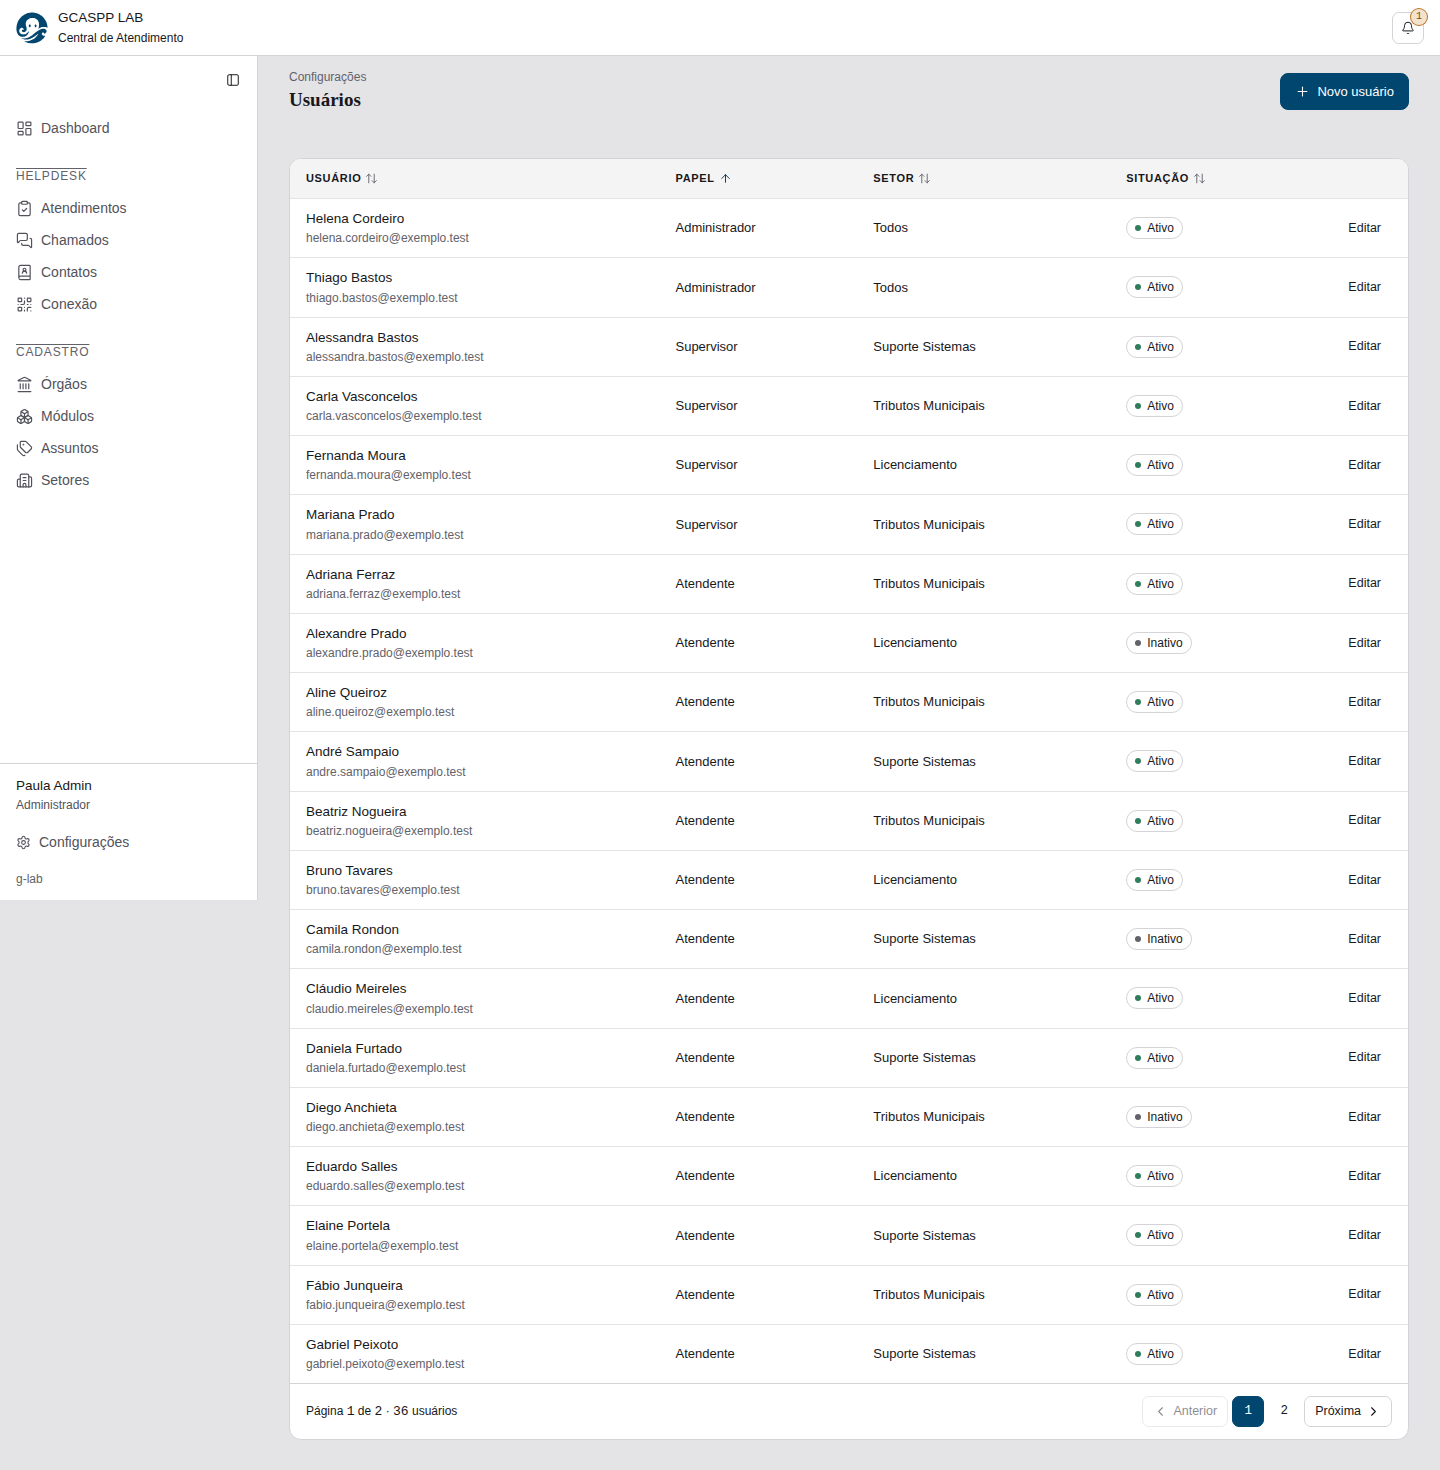 GCASPP LAB
Central de Atendimento
1
Dashboard
HELPDESK
Atendimentos
Chamados
Contatos
Conexão
CADASTRO
Órgãos
Módulos
Assuntos
Setores
Paula Admin
Administrador
Configurações
g-lab
Configurações
Usuários
Novo usuário
USUÁRIO PAPEL SETOR SITUAÇÃO
Helena Cordeiro
helena.cordeiro@exemplo.test
Administrador Todos Ativo Editar
Thiago Bastos
thiago.bastos@exemplo.test
Administrador Todos Ativo Editar
Alessandra Bastos
alessandra.bastos@exemplo.test
Supervisor Suporte Sistemas Ativo Editar
Carla Vasconcelos
carla.vasconcelos@exemplo.test
Supervisor Tributos Municipais Ativo Editar
Fernanda Moura
fernanda.moura@exemplo.test
Supervisor Licenciamento Ativo Editar
Mariana Prado
mariana.prado@exemplo.test
Supervisor Tributos Municipais Ativo Editar
Adriana Ferraz
adriana.ferraz@exemplo.test
Atendente Tributos Municipais Ativo Editar
Alexandre Prado
alexandre.prado@exemplo.test
Atendente Licenciamento Inativo Editar
Aline Queiroz
aline.queiroz@exemplo.test
Atendente Tributos Municipais Ativo Editar
André Sampaio
andre.sampaio@exemplo.test
Atendente Suporte Sistemas Ativo Editar
Beatriz Nogueira
beatriz.nogueira@exemplo.test
Atendente Tributos Municipais Ativo Editar
Bruno Tavares
bruno.tavares@exemplo.test
Atendente Licenciamento Ativo Editar
Camila Rondon
camila.rondon@exemplo.test
Atendente Suporte Sistemas Inativo Editar
Cláudio Meireles
claudio.meireles@exemplo.test
Atendente Licenciamento Ativo Editar
Daniela Furtado
daniela.furtado@exemplo.test
Atendente Suporte Sistemas Ativo Editar
Diego Anchieta
diego.anchieta@exemplo.test
Atendente Tributos Municipais Inativo Editar
Eduardo Salles
eduardo.salles@exemplo.test
Atendente Licenciamento Ativo Editar
Elaine Portela
elaine.portela@exemplo.test
Atendente Suporte Sistemas Ativo Editar
Fábio Junqueira
fabio.junqueira@exemplo.test
Atendente Tributos Municipais Ativo Editar
Gabriel Peixoto
gabriel.peixoto@exemplo.test
Atendente Suporte Sistemas Ativo Editar
Página 1 de 2 · 36 usuários
Anterior 1 2 Próxima